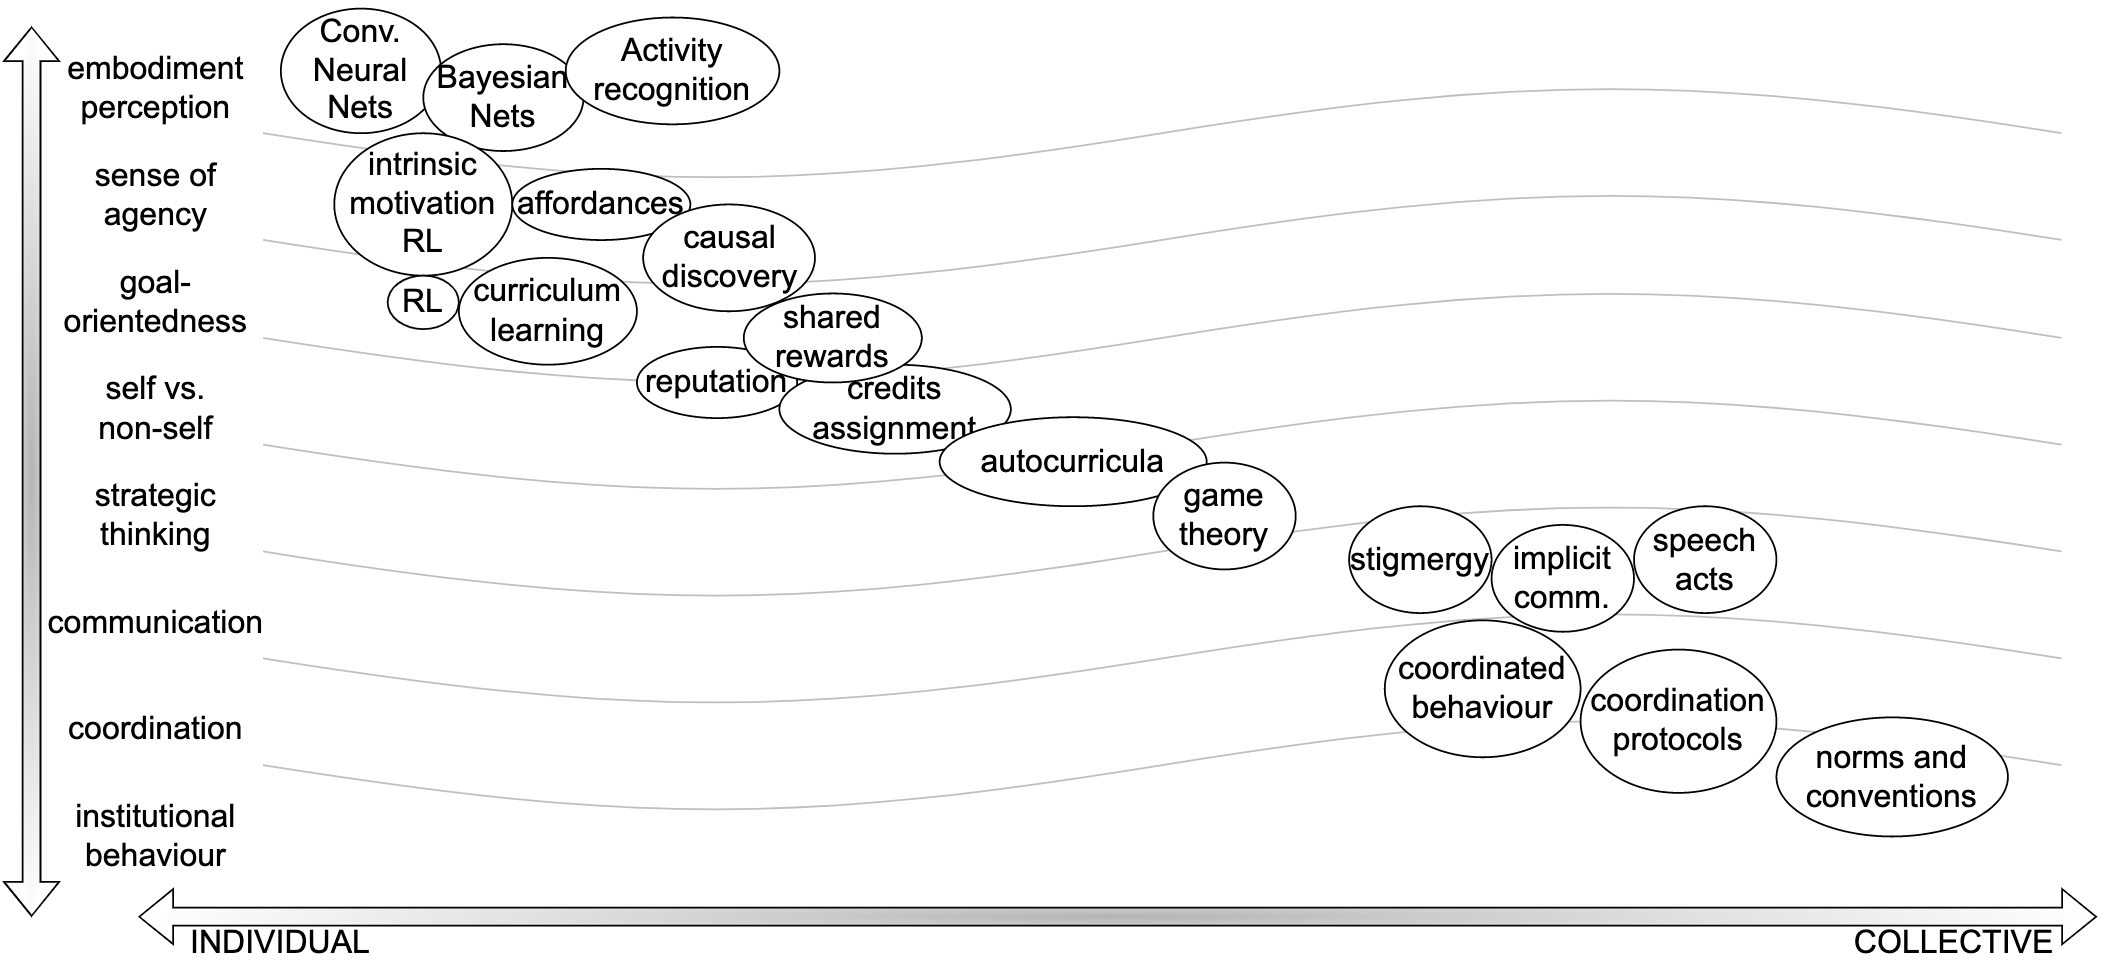 embodiment
perception
Conv.
Neural
Nets
Bayesian
Nets
Activity
recognition
sense of
agency
intrinsic
motivation
RL
affordances
causal
discovery
goal-
orientedness
RL
curriculum
learning
shared
rewards
self vs.
non-self
reputation
credits
assignment
autocurricula
strategic
thinking
game
theory
stigmergy
implicit
comm.
speech
acts
communication
coordinated
behaviour
coordination
protocols
coordination
norms and
conventions
institutional
behaviour
INDIVIDUAL
COLLECTIVE